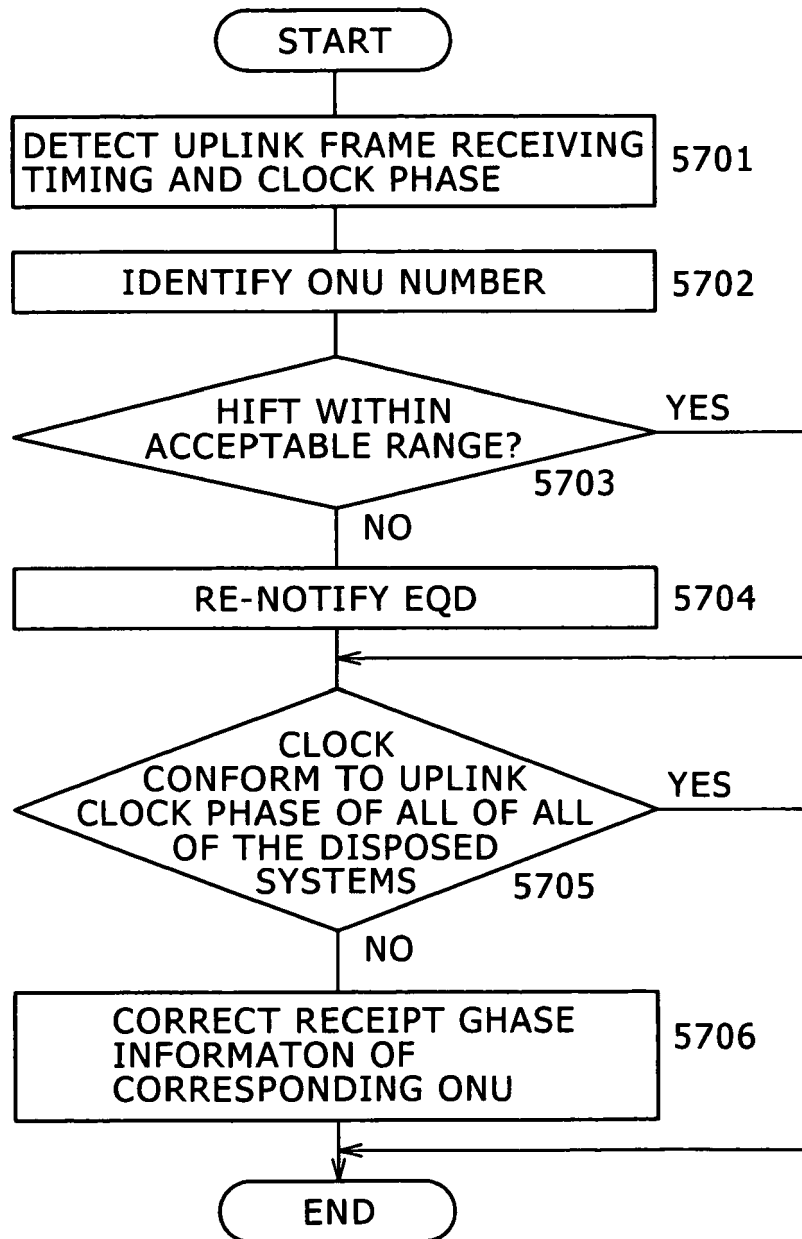 START
DETECT UPLINK FRAME RECEIVING
TIMING AND CLOCK PHASE
5701
IDENTIFY ONU NUMBER
5702
HIFT WITHIN
ACCEPTABLE RANGE?
YES
5703
NO
RE-NOTIFY EQD
5704
CLOCK
CONFORM TO UPLINK
CLOCK PHASE OF ALL OF ALL
OF THE DISPOSED
SYSTEMS
YES
5705
NO
CORRECT RECEIPT GHASE
INFORMATON OF
CORRESPONDING ONU
5706
END